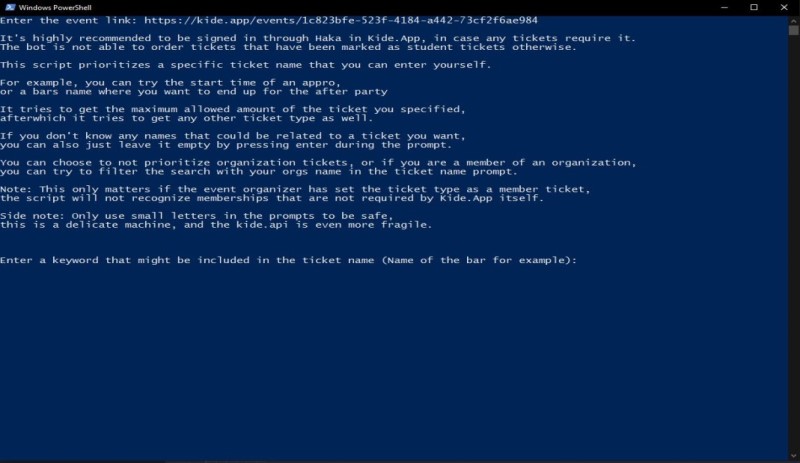 Windows PowerShell
Enter the event link: https://kide.app/events/1c823bfe-523f-4184-a442-73cf2f6ae984
It's highly recommended to be signed in through Haka in Kide.App, in case any tickets require it.
The bot is not able to order tickets that have been marked as student tickets otherwise.
This script prioritizes a specific ticket name that you can enter yourself.
For example, you can try the start time of an appro,
or a bars name where you want to end up for the after party
It tries to get the maximum allowed amount of the ticket you specified,
afterwhich it tries to get any other ticket type as well.
If you don't know any names that could be related to a ticket you want,
you can also just leave it empty by pressing enter during the prompt.
You can choose to not prioritize organization tickets, or if you are a member of an organization,
you can try to filter the search with your orgs name in the ticket name prompt.
Note: This only matters if the event organizer has set the ticket type as a member ticket,
the script will not recognize memberships that are not required by Kide.App itself.
Side note: Only use small letters in the prompts to be safe,
this is a delicate machine, and the kide.api is even more fragile.
Enter a keyword that might be included in the ticket name (Name of the bar for example):